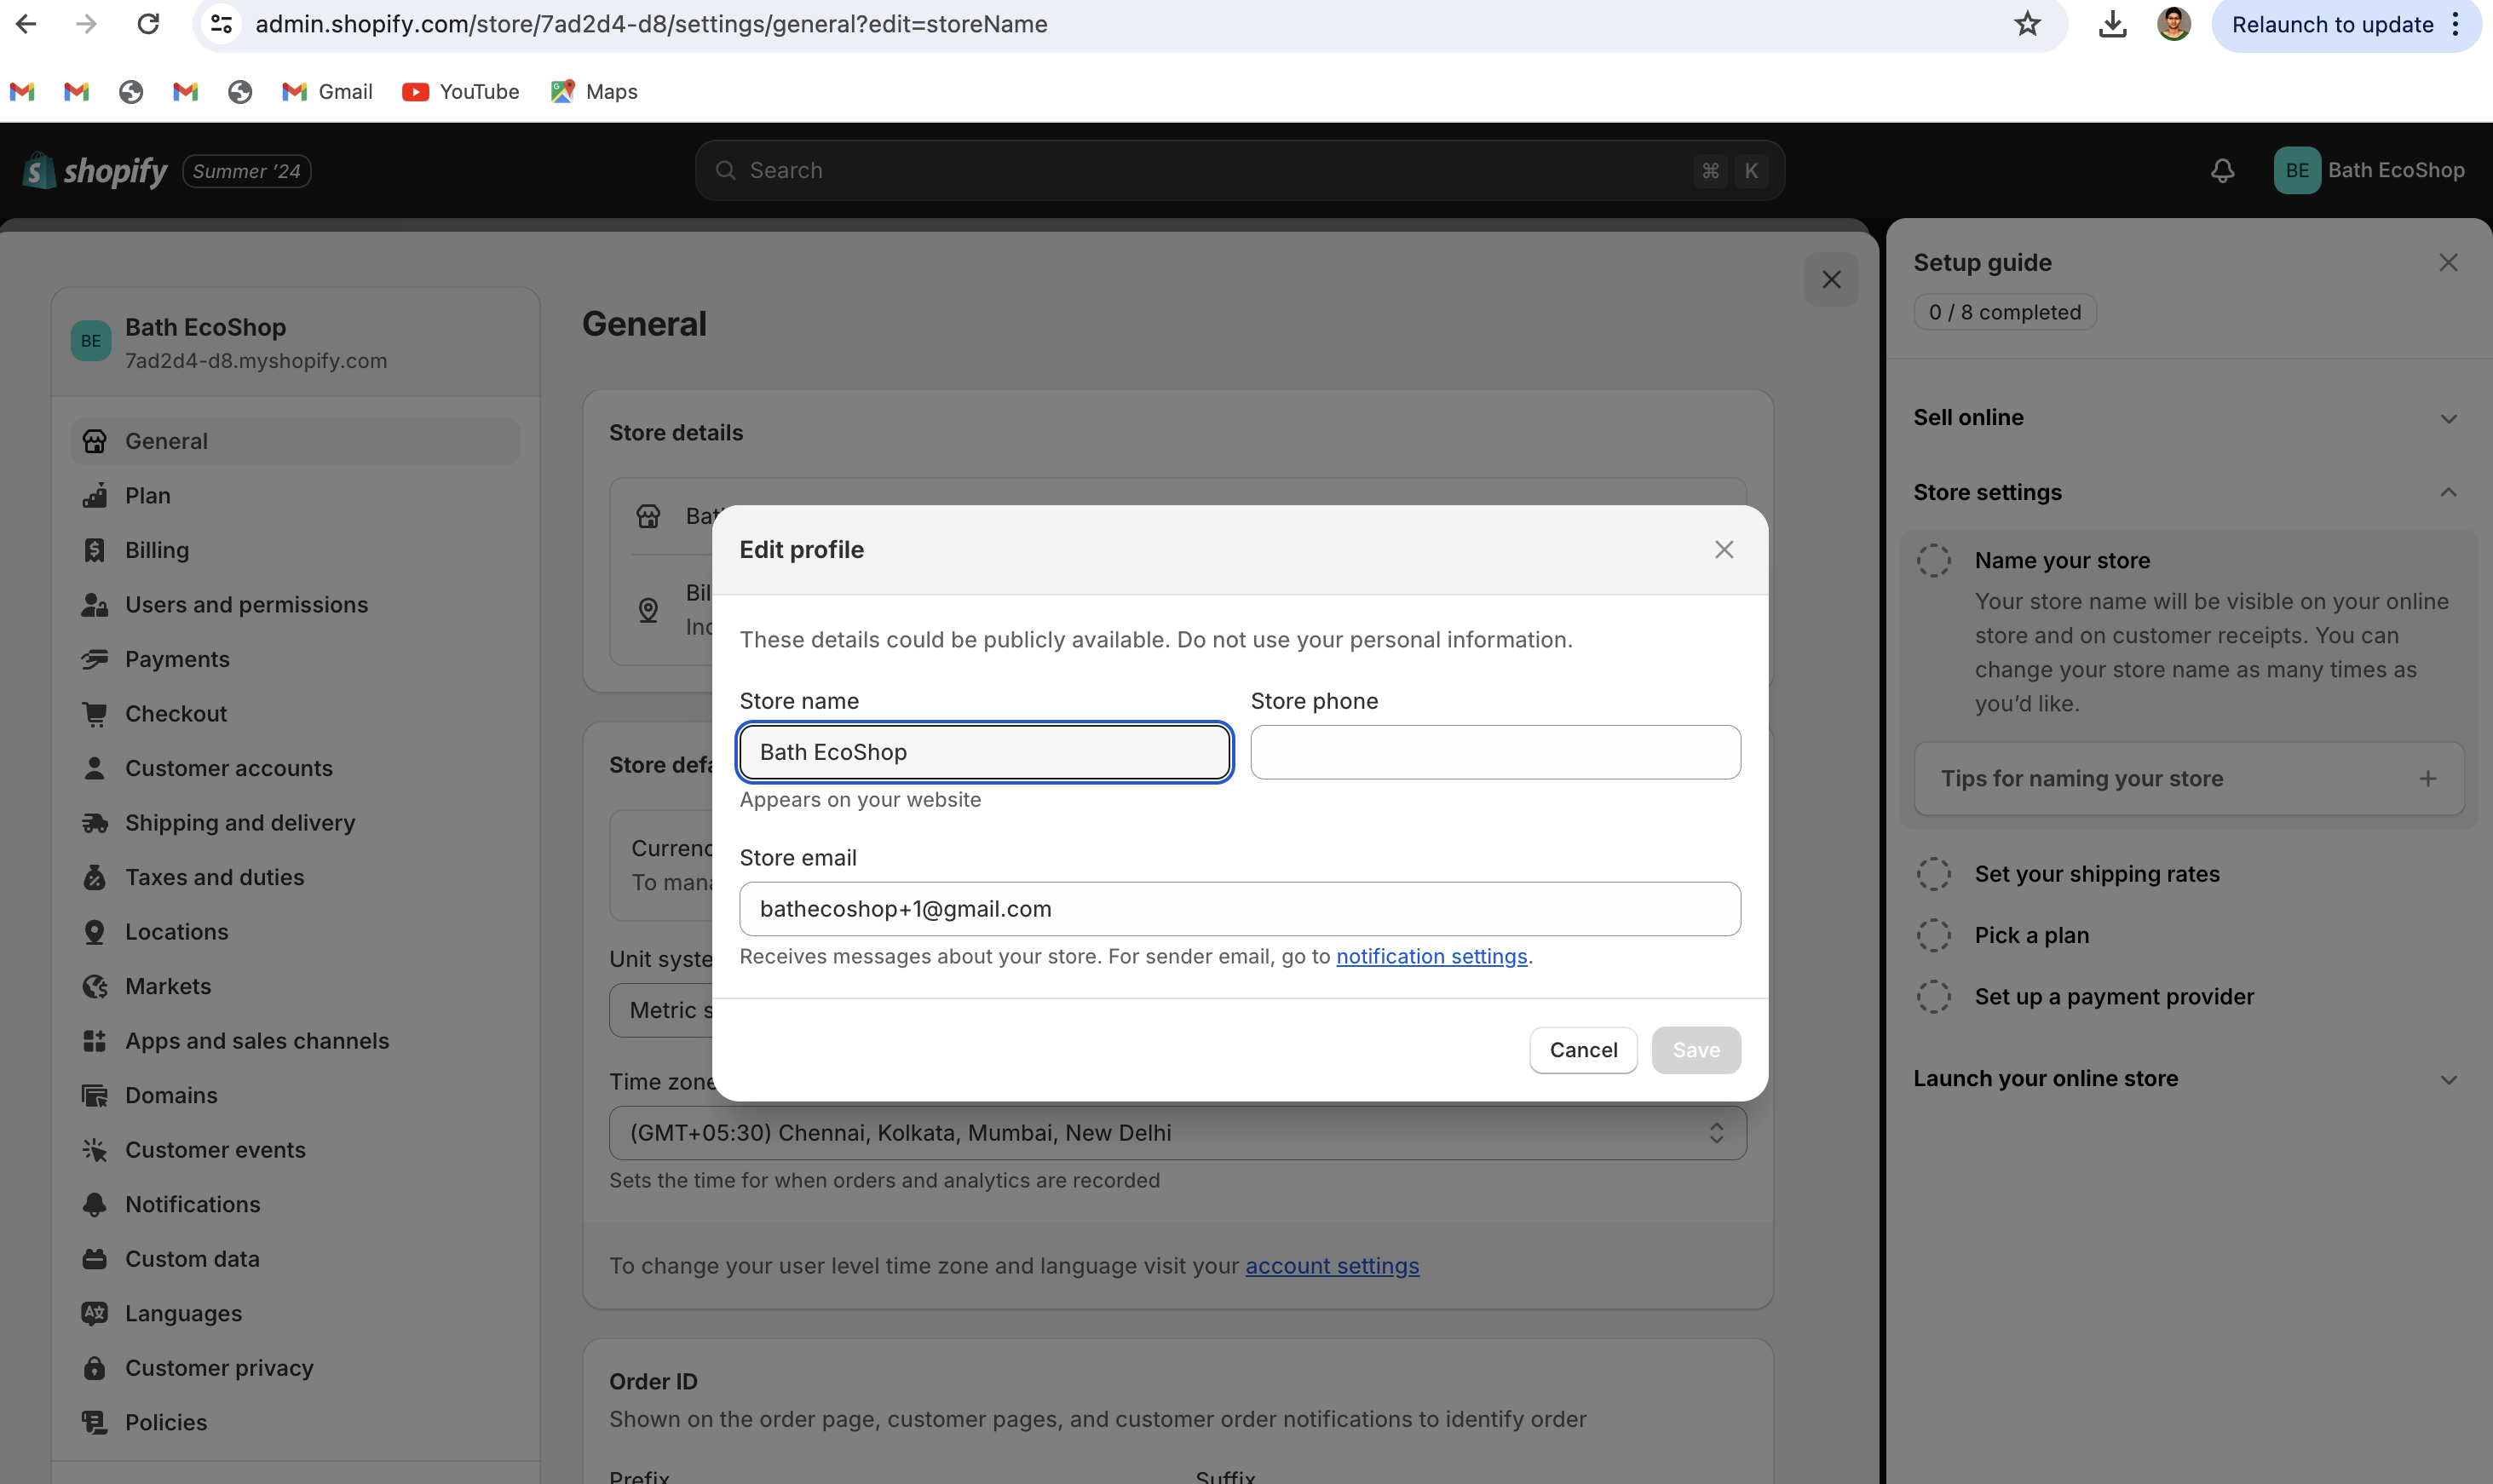 admin.shopify.com/store/7ad2d4-d8/settings/general?edit=storeName
Relaunch to update
Gmail
YouTube
Maps
shopify
Summer '24
Search
⌘ K
BE
Bath EcoShop
BE
Bath EcoShop
7ad2d4-d8.myshopify.com
General
Plan
Billing
Users and permissions
Payments
Checkout
Customer accounts
Shipping and delivery
Taxes and duties
Locations
Markets
Apps and sales channels
Domains
Customer events
Notifications
Custom data
Languages
Customer privacy
Policies
General
Store details
Bat
Bil
Inc
Store defa
Currenc
To mana
Unit syste
Metric s
Time zone
(GMT+05:30) Chennai, Kolkata, Mumbai, New Delhi
Sets the time for when orders and analytics are recorded
To change your user level time zone and language visit your account settings
Order ID
Shown on the order page, customer pages, and customer order notifications to identify order
Prefix
Suffix
Edit profile
These details could be publicly available. Do not use your personal information.
Store name
Store phone
Bath EcoShop
Appears on your website
Store email
bathecoshop+1@gmail.com
Receives messages about your store. For sender email, go to notification settings.
Cancel
Save
Setup guide
0 / 8 completed
Sell online
Store settings
Name your store
Your store name will be visible on your online
store and on customer receipts. You can
change your store name as many times as
you'd like.
Tips for naming your store
Set your shipping rates
Pick a plan
Set up a payment provider
Launch your online store